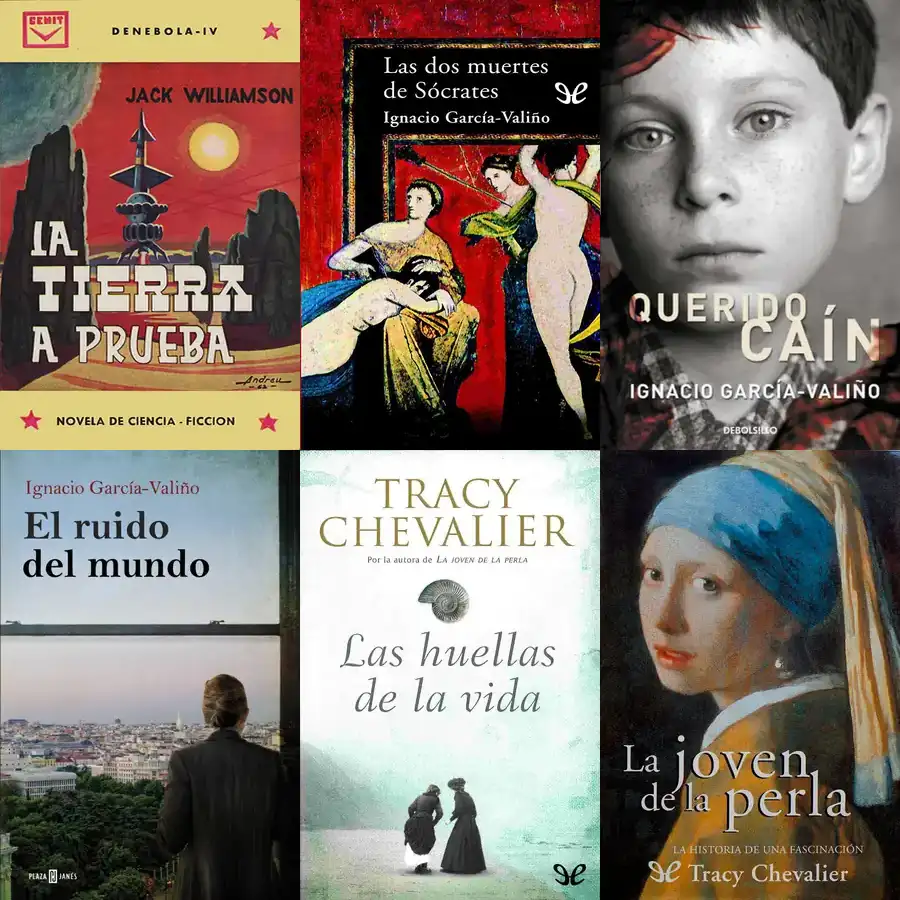 CENIT
DENEBOLA-IV
JACK WILLIAMSON
LA
TIERRA
A PRUEBA
Andreu
62
NOVELA DE CIENCIA - FICCION
Las dos muertes
de Sócrates
Ignacio García-Valiño
QUERIDO
CAÍN
IGNACIO GARCÍA-VALIÑO
DEBOLSILLO
Ignacio García-Valiño
El ruido
del mundo
PLAZA JANÉS
TRACY
CHEVALIER
Por la autora de LA JOVEN DE LA PERLA
Las huellas
de la vida
La joven
de la perla
LA HISTORIA DE UNA FASCINACIÓN
Tracy Chevalier